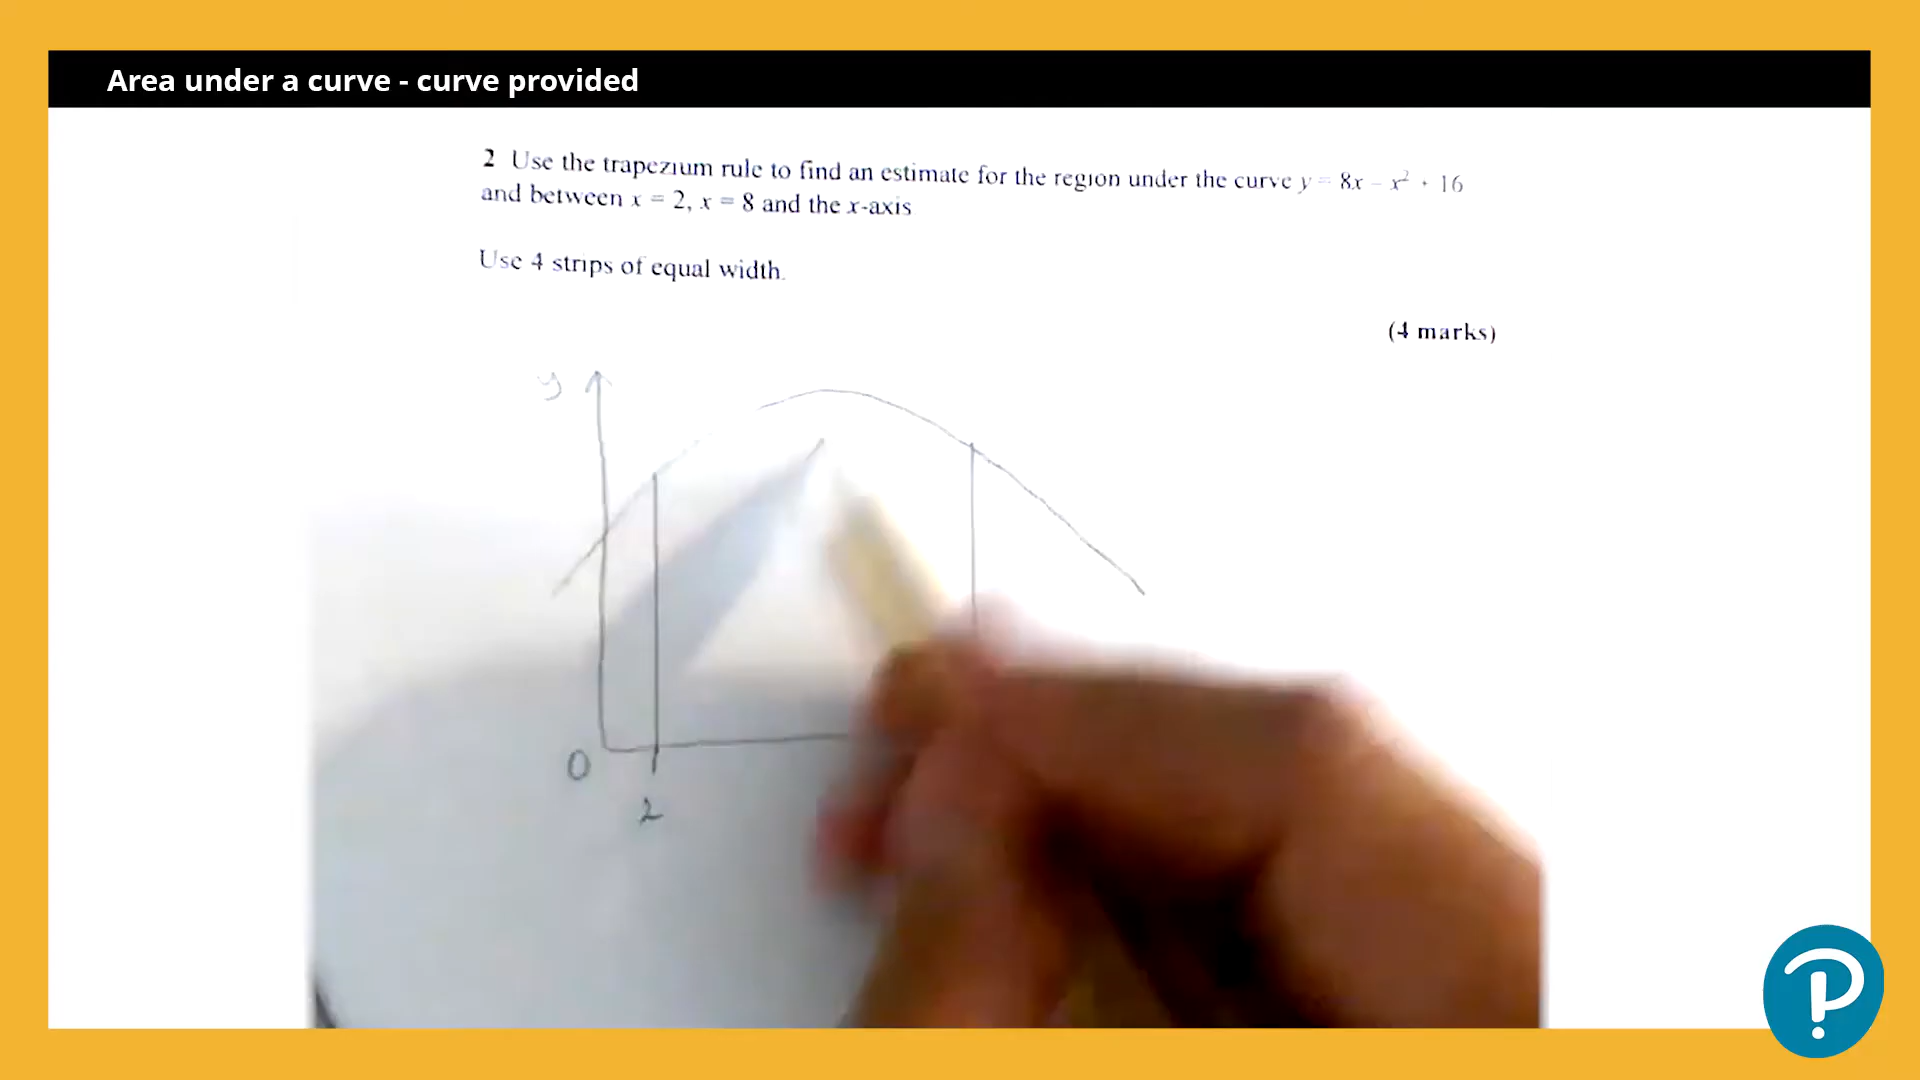 Area under a curve - curve provided
2 Use the trapezium rule to find an estimate for the region under the curve y = 8x - x² + 16
and between x = 2, x = 8 and the x-axis
Use 4 strips of equal width.
(4 marks)
y
0
2
P